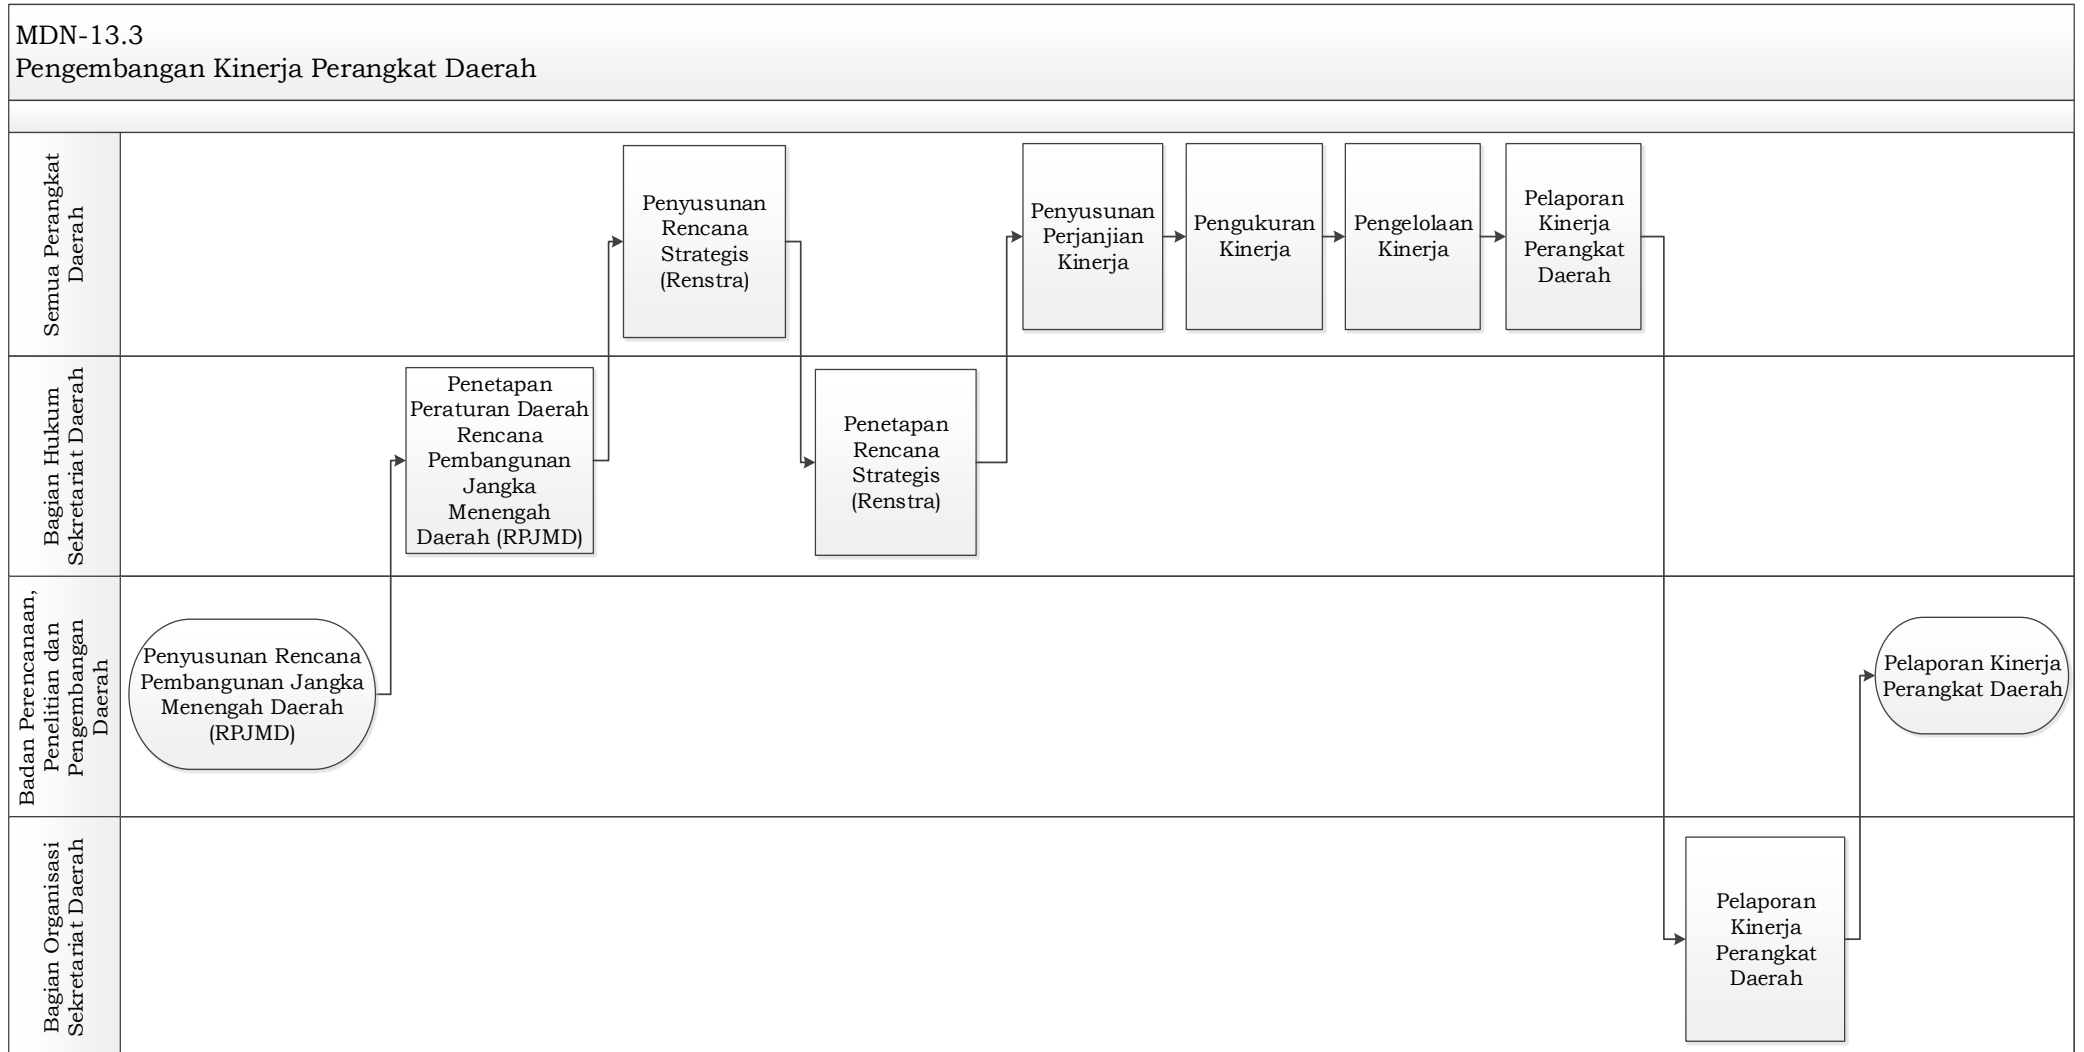 MDN-13.3
Pengembangan Kinerja Perangkat Daerah
Semua Perangkat
Daerah
Penyusunan
Rencana
Strategis
(Renstra)
Penyusunan
Perjanjian
Kinerja
Pengukuran
Kinerja
Pengelolaan
Kinerja
Pelaporan
Kinerja
Perangkat
Daerah
Bagian Hukum
Sekretariat Daerah
Penetapan
Peraturan Daerah
Rencana
Pembangunan
Jangka
Menengah
Daerah (RPJMD)
Penetapan
Rencana
Strategis
(Renstra)
Badan Perencanaan,
Penelitian dan
Pengembangan
Daerah
Penyusunan Rencana
Pembangunan Jangka
Menengah Daerah
(RPJMD)
Pelaporan Kinerja
Perangkat Daerah
Bagian Organisasi
Sekretariat Daerah
Pelaporan
Kinerja
Perangkat
Daerah